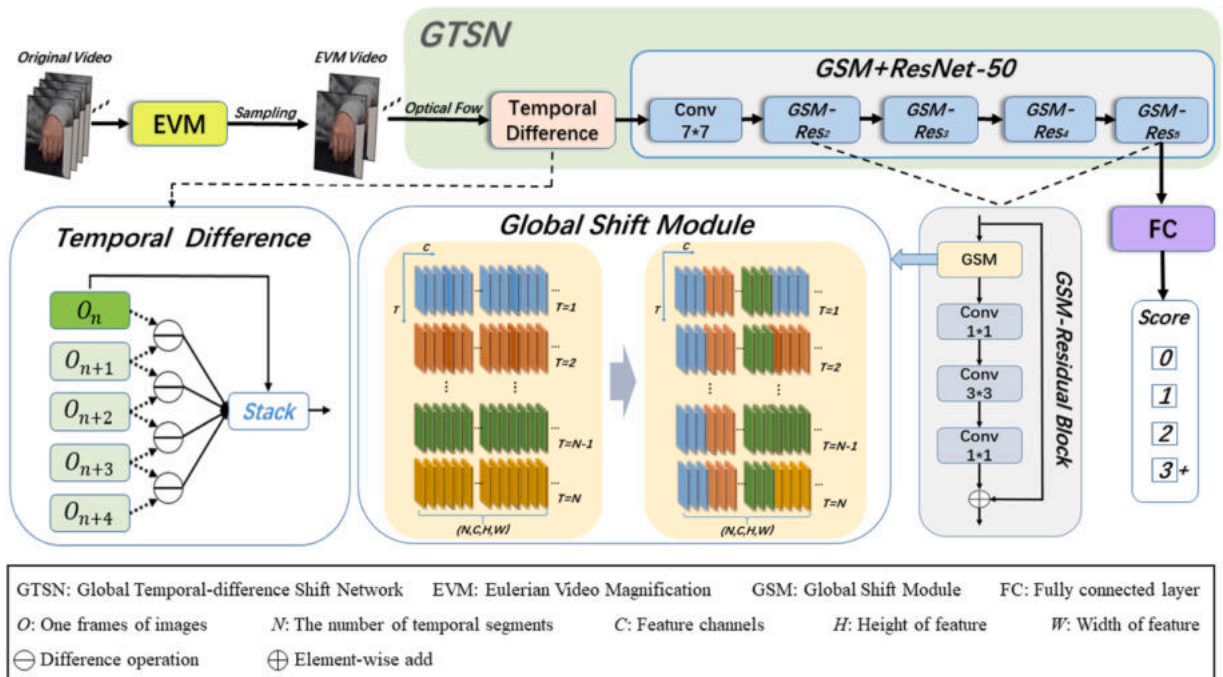 GTSN
Original Video
EVM
Sampling
EVM Video
Optical Fow
Temporal
Difference
GSM+ResNet-50
Conv
7*7
GSM-
Res2
GSM-
Res3
GSM-
Res4
GSM-
Res5
Temporal Difference
On
On+1
On+2
On+3
On+4
Stack
Global Shift Module
C
T
... ...
T=1
... ...
T=2
⋮ ⋮
... ...
T=N-1
... ...
T=N
(N,C,H,W)
C
T
... ...
T=1
... ...
T=2
⋮ ⋮
... ...
T=N-1
... ...
T=N
(N,C,H,W)
GSM
Conv
1*1
Conv
3*3
Conv
1*1
GSM-Residual Block
FC
Score
0
1
2
3+
GTSN: Global Temporal-difference Shift Network EVM: Eulerian Video Magnification GSM: Global Shift Module FC: Fully connected layer
O: One frames of images N: The number of temporal segments C: Feature channels H: Height of feature W: Width of feature
⊖ Difference operation ⊕ Element-wise add